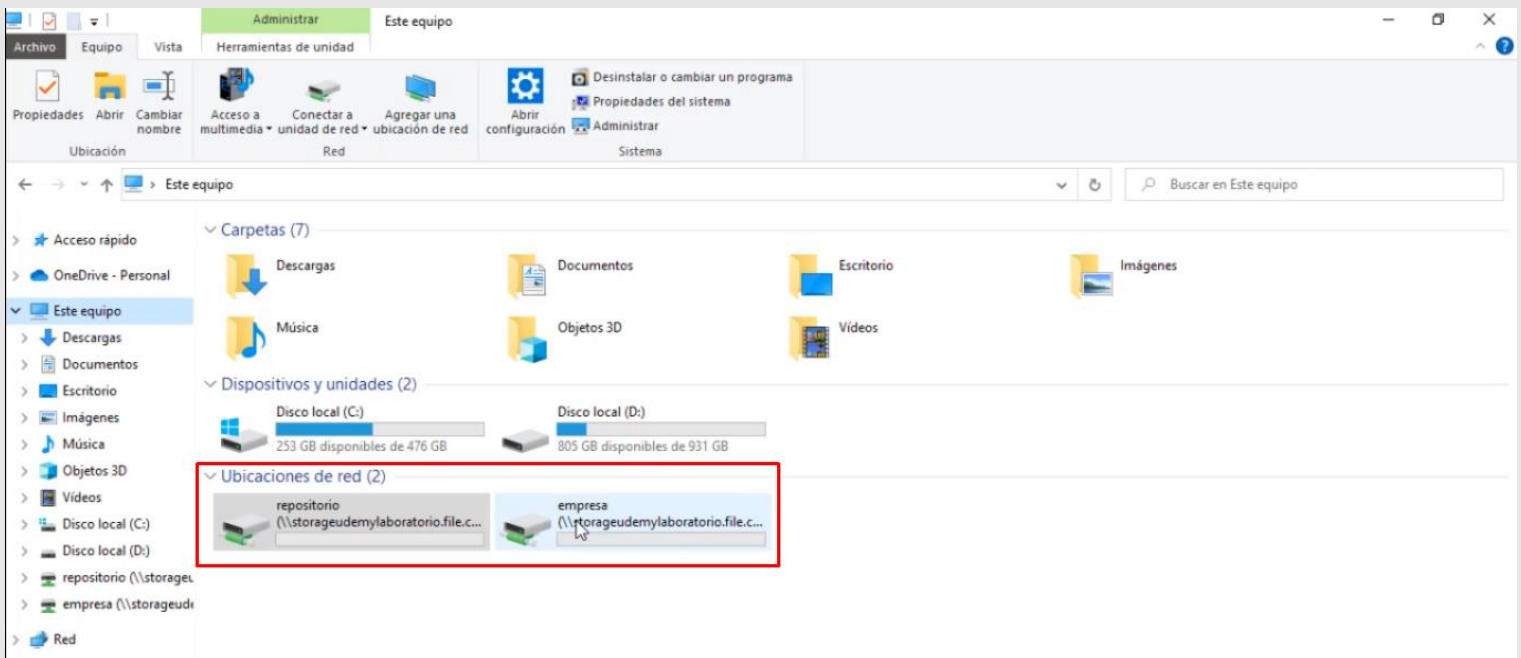 Administrar
Este equipo
Archivo
Equipo
Vista
Herramientas de unidad
Propiedades
Abrir
Cambiar
nombre
Acceso a
multimedia
Conectar a
unidad de red
Agregar una
ubicación de red
Abrir
configuración
Desinstalar o cambiar un programa
Propiedades del sistema
Administrar
Ubicación
Red
Sistema
Este equipo
Buscar en Este equipo
Acceso rápido
OneDrive - Personal
Este equipo
Descargas
Documentos
Escritorio
Imágenes
Música
Objetos 3D
Vídeos
Disco local (C:)
Disco local (D:)
repositorio (\\storageu
empresa (\\storageude
Red
Carpetas (7)
Descargas
Documentos
Escritorio
Imágenes
Música
Objetos 3D
Vídeos
Dispositivos y unidades (2)
Disco local (C:)
253 GB disponibles de 476 GB
Disco local (D:)
805 GB disponibles de 931 GB
Ubicaciones de red (2)
repositorio
(\\storageudemylaboratorio.file.c...
empresa
(\\storageudemylaboratorio.file.c...